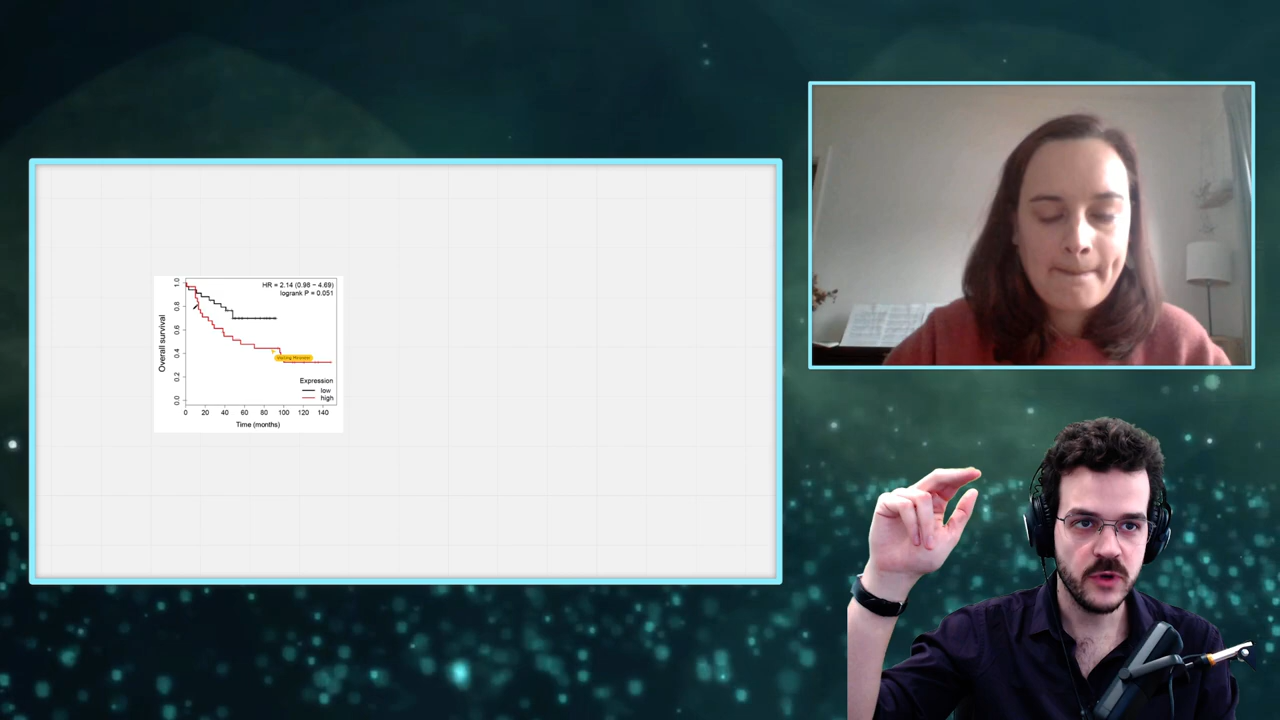 HR = 2.14 (0.98 − 4.69)
logrank P = 0.051
Overall survival
1.0
0.8
0.6
0.4
0.2
0.0
Expression
low
high
0 20 40 60 80 100 120 140
Time (months)